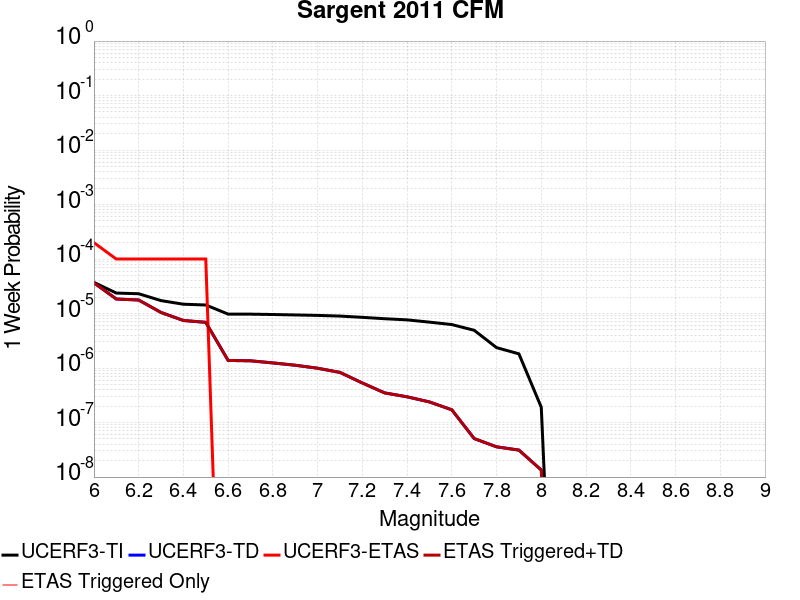 Sargent 2011 CFM
10^0
10^-1
10^-2
10^-3
10^-4
10^-5
10^-6
10^-7
10^-8
1 Week Probability
6 6.2 6.4 6.6 6.8 7 7.2 7.4 7.6 7.8 8 8.2 8.4 8.6 8.8 9
Magnitude
UCERF3-TI UCERF3-TD UCERF3-ETAS ETAS Triggered+TD
ETAS Triggered Only